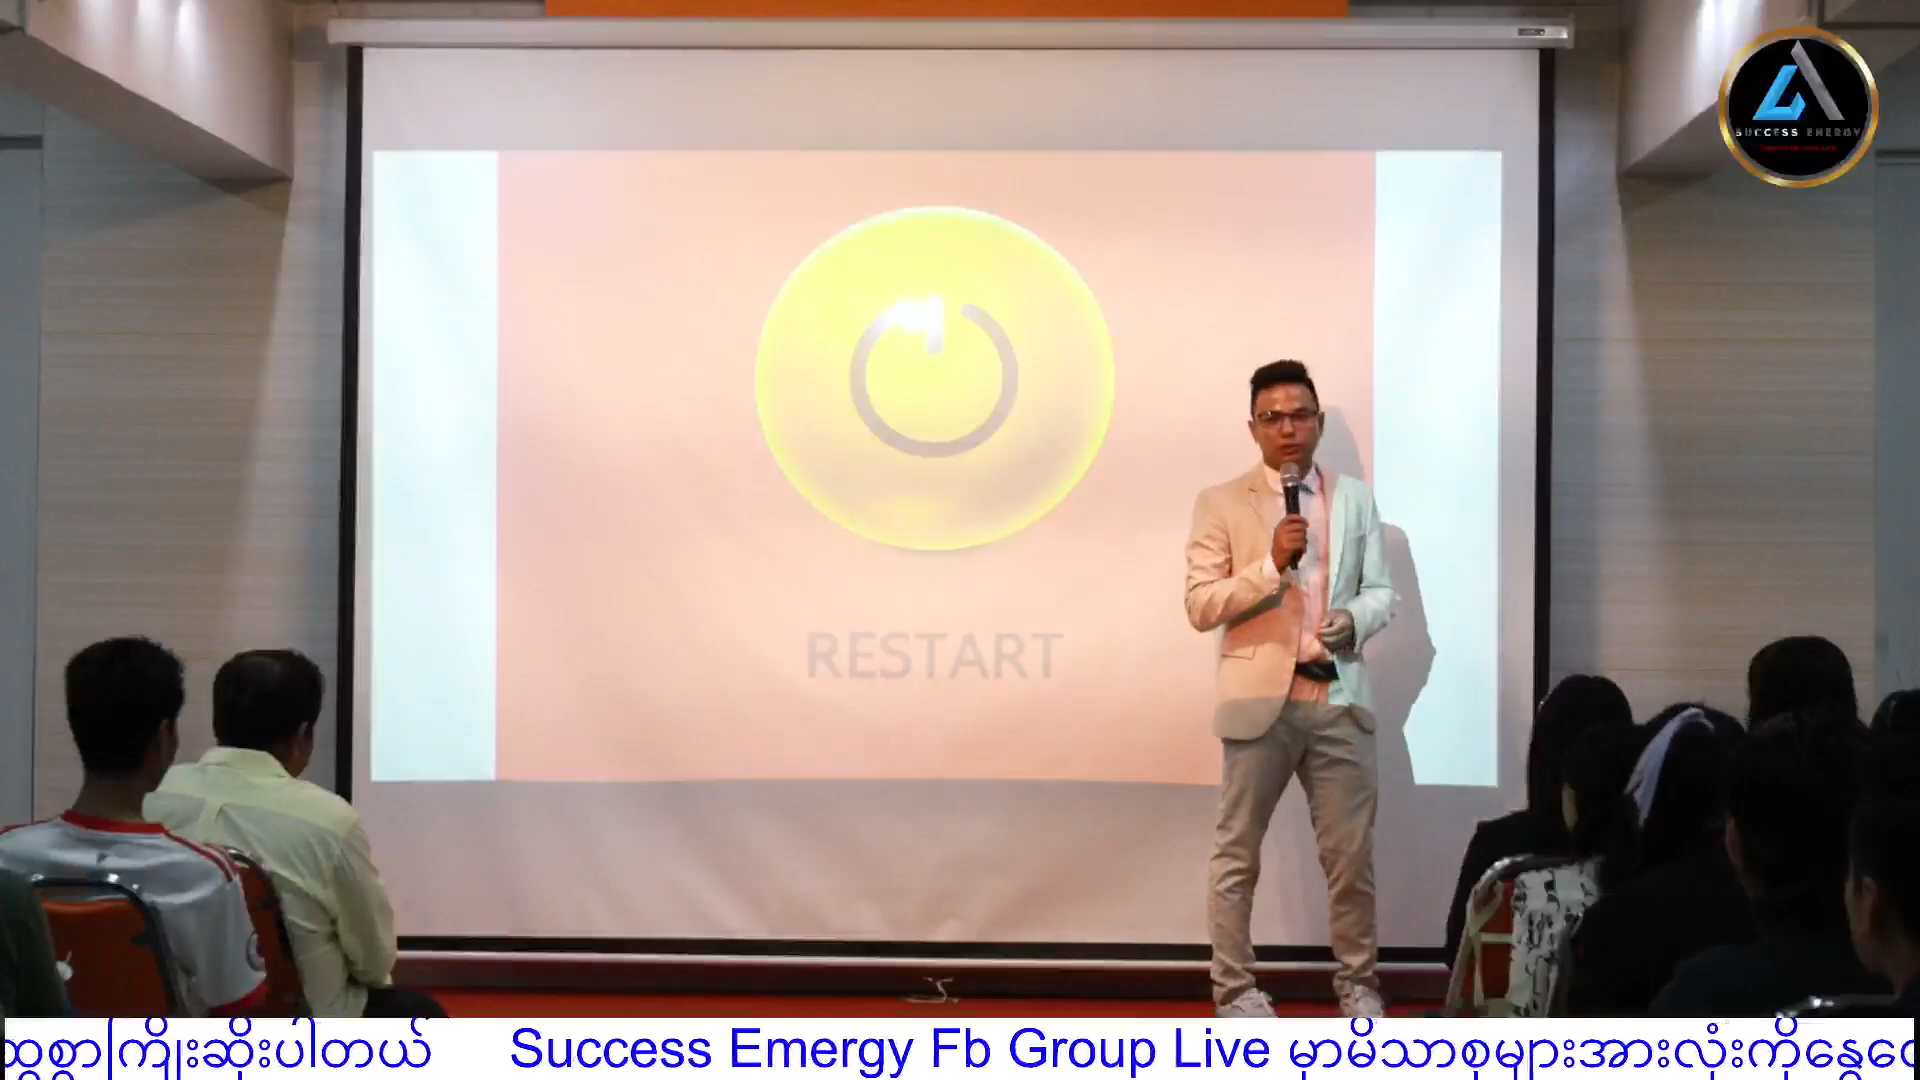 SUCCESS ENERGY
RESTART
ထွေစွာကြိုးဆိုးပါတယ် Success Emergy Fb Group Live မှာမိသာစုများအားလုံးကိုနွေ